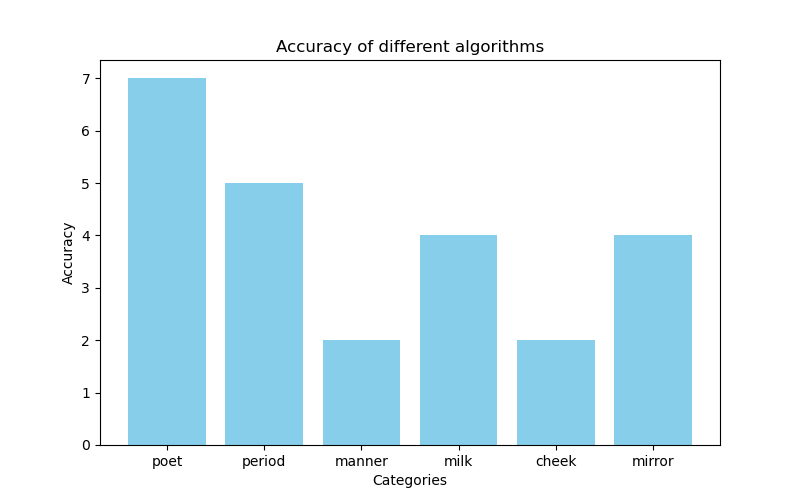 Accuracy of different algorithms
Accuracy
7
6
5
4
3
2
1
0
poet period manner milk cheek mirror
Categories